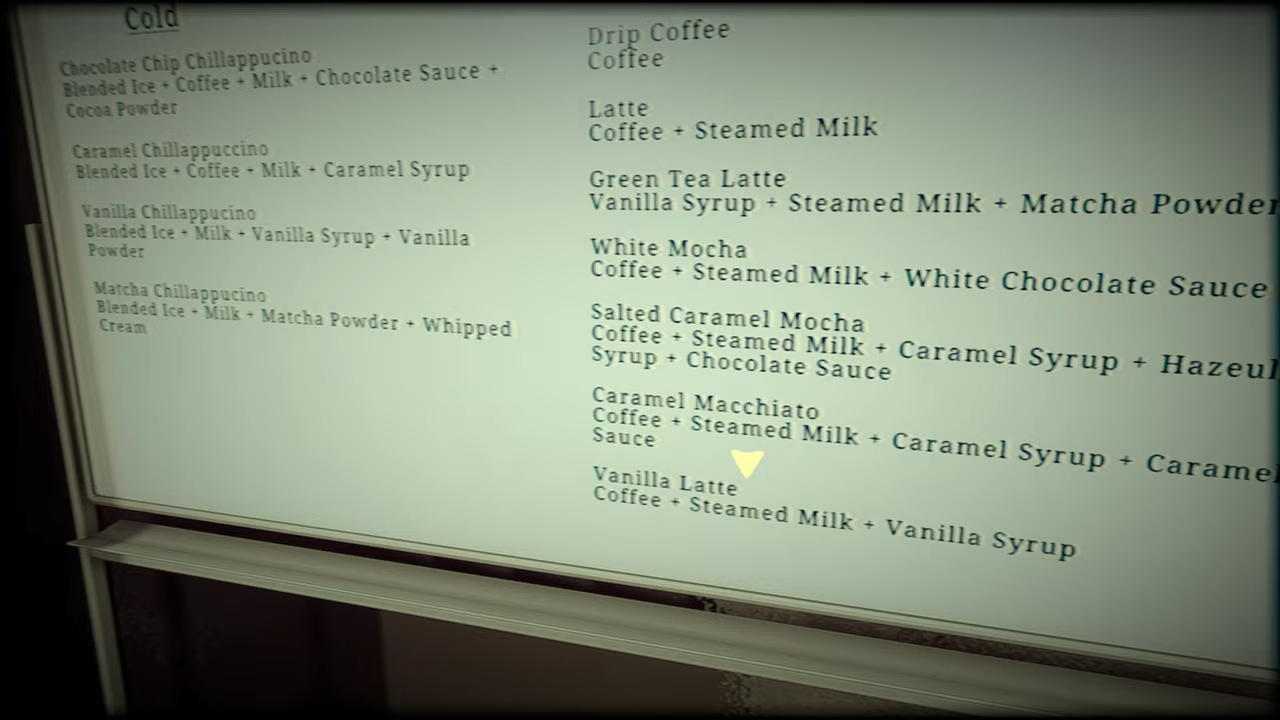 Cold
Chocolate Chip Chillappucino
Blended Ice + Coffee + Milk + Chocolate Sauce +
Cocoa Powder
Caramel Chillappuccino
Blended Ice + Coffee + Milk + Caramel Syrup
Vanilla Chillappucino
Blended Ice + Milk + Vanilla Syrup + Vanilla
Powder
Matcha Chillappucino
Blended Ice + Milk + Matcha Powder + Whipped
Cream
Drip Coffee
Coffee
Latte
Coffee + Steamed Milk
Green Tea Latte
Vanilla Syrup + Steamed Milk + Matcha Powder
White Mocha
Coffee + Steamed Milk + White Chocolate Sauce
Salted Caramel Mocha
Coffee + Steamed Milk + Caramel Syrup + Hazeul
Syrup + Chocolate Sauce
Caramel Macchiato
Coffee + Steamed Milk + Caramel Syrup + Caramel
Sauce
Vanilla Latte
Coffee + Steamed Milk + Vanilla Syrup